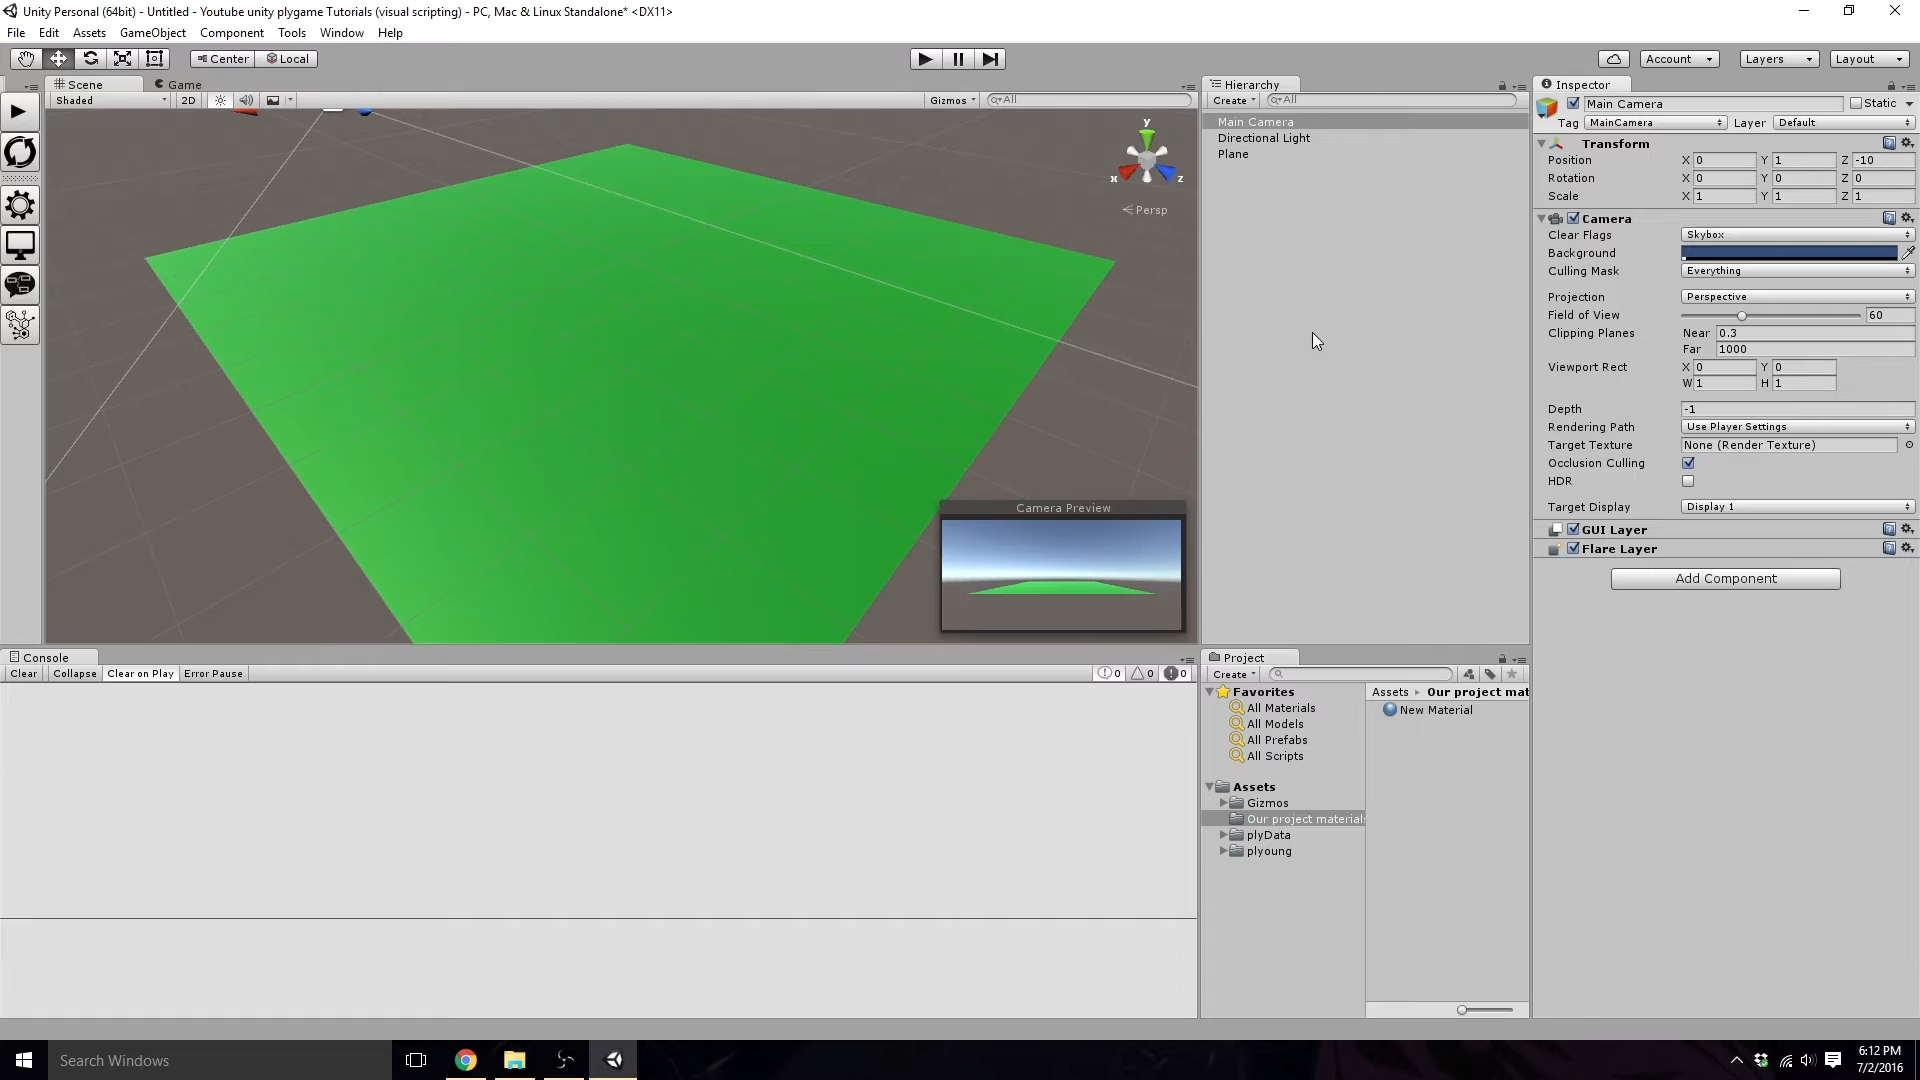 Unity Personal (64bit) - Untitled - Youtube unity plygame Tutorials (visual scripting) - PC, Mac & Linux Standalone* <DX11>
File Edit Assets GameObject Component Tools Window Help
Center Local Account Layers Layout
Scene Game
Shaded 2D Gizmos All
y
x z
Persp
Camera Preview
Hierarchy
Create All
Main Camera
Directional Light
Plane
Inspector
Main Camera Static
Tag MainCamera Layer Default
Transform
Position X 0 Y 1 Z -10
Rotation X 0 Y 0 Z 0
Scale X 1 Y 1 Z 1
Camera
Clear Flags Skybox
Background
Culling Mask Everything
Projection Perspective
Field of View 60
Clipping Planes Near 0.3
Far 1000
Viewport Rect X 0 Y 0
W 1 H 1
Depth -1
Rendering Path Use Player Settings
Target Texture None (Render Texture)
Occlusion Culling
HDR
Target Display Display 1
GUI Layer
Flare Layer
Add Component
Console
Clear Collapse Clear on Play Error Pause 0 0 0
Project
Create
Favorites
All Materials
All Models
All Prefabs
All Scripts
Assets
Gizmos
Our project materials
plyData
plyoung
Assets Our project mat
New Material
Search Windows
6:12 PM
7/2/2016